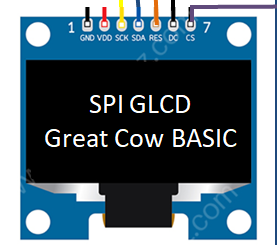 1 7
GND VDD SCK SDA RES DC CS
SPI GLCD
Great Cow BASIC